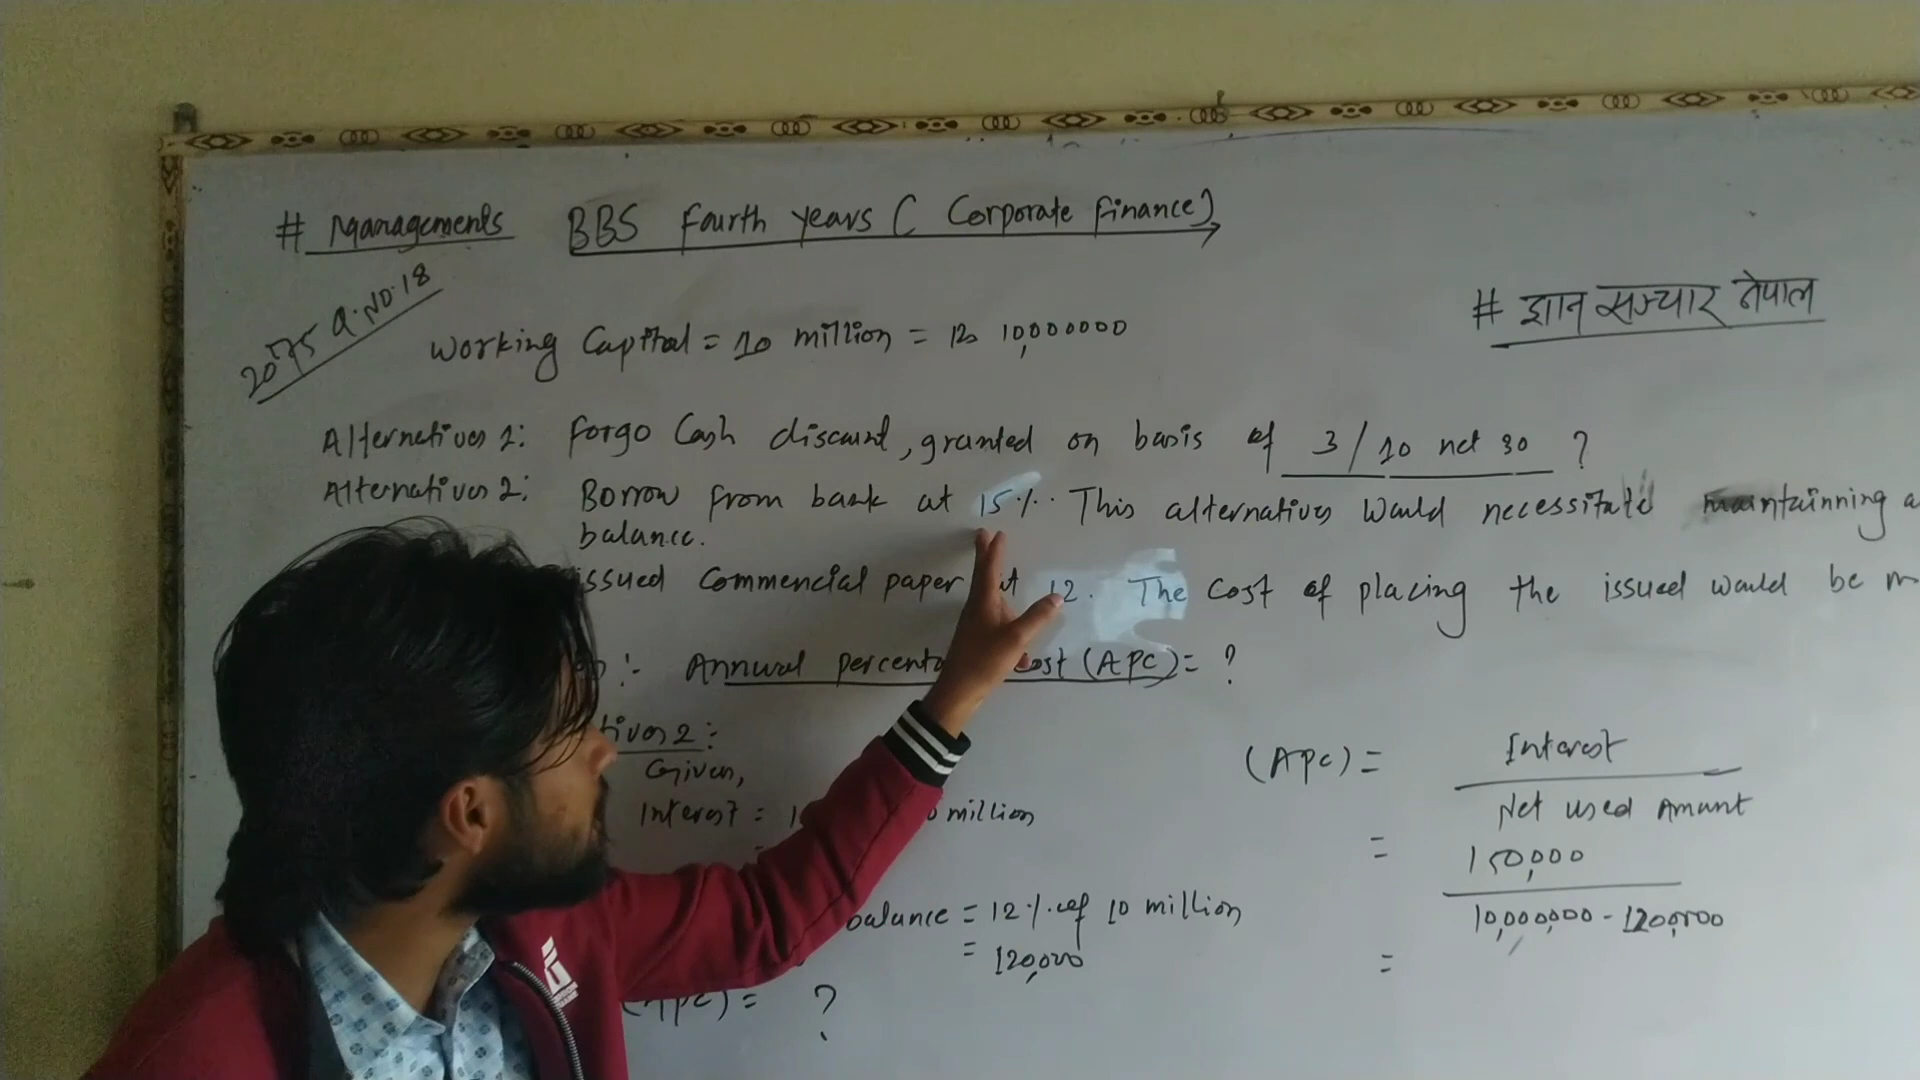 # Managements BBS Fourth Years ( Corporate Finance)
2075 Q.NO.18
# ज्ञान सञ्चार नेपाल
Working Capital = 10 million = Rs 10,000000
Alternatives 1: Forgo Cash discount, granted on basis of 3/10 net 30 ?
Alternatives 2: Borrow from bank at 15%. This alternatives Would necessitate maintainning a
balance.
issued Commencial paper at 12. The Cost of placing the issued would be
:- Annual percenta Cost (APC) = ?
tives 2:
Given,
Interest = million
balance = 12% of 10 million
= 120,000
(APC) = ?
(APC) = Interest
Net used Amount
= 150,000
10,000,000 - 120,000
=